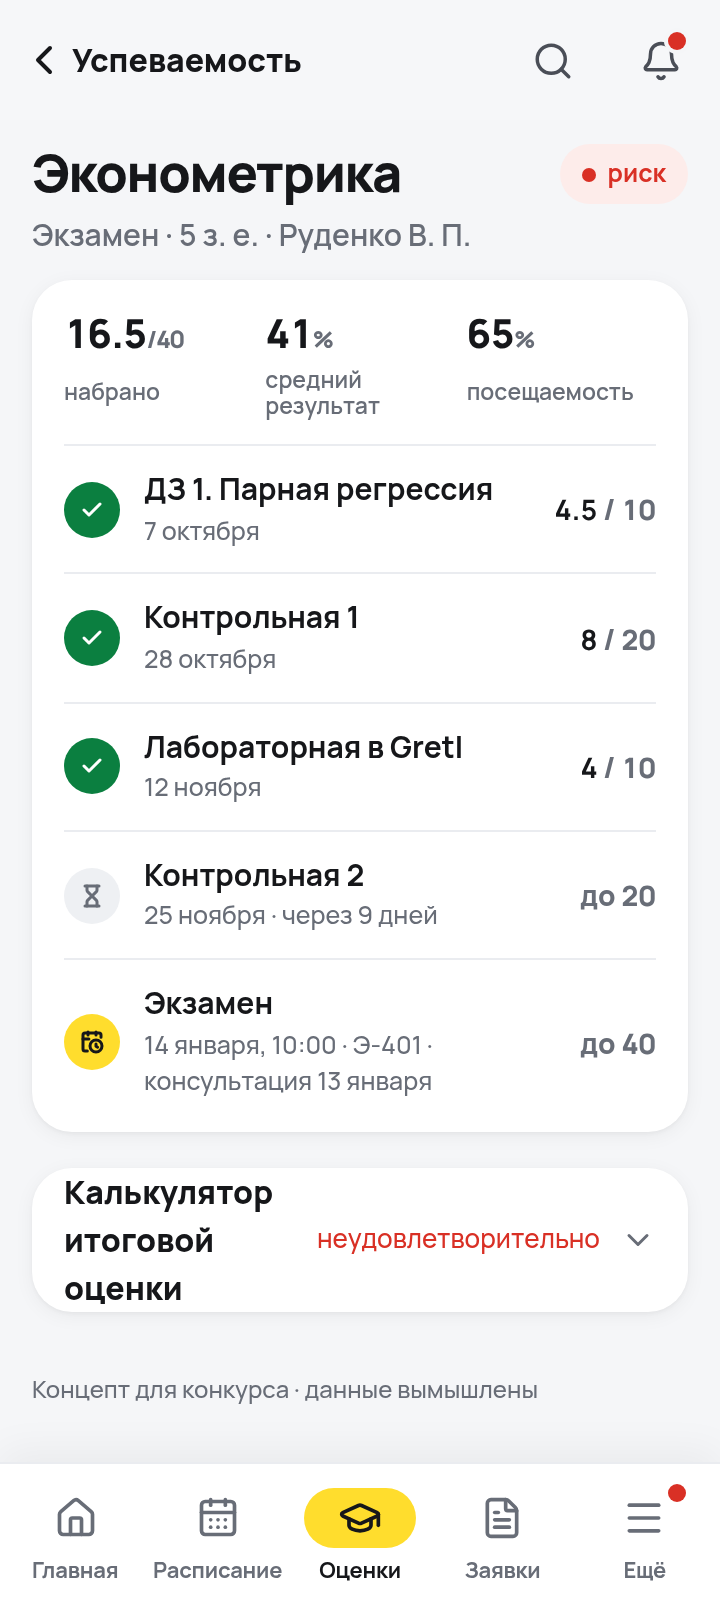 Успеваемость
Эконометрика
риск
Экзамен · 5 з. е. · Руденко В. П.
16.5/40
41%
65%
набрано
средний
результат
посещаемость
ДЗ 1. Парная регрессия
4.5 / 10
7 октября
Контрольная 1
8 / 20
28 октября
Лабораторная в Gretl
4 / 10
12 ноября
Контрольная 2
до 20
25 ноября · через 9 дней
Экзамен
14 января, 10:00 · Э-401 ·
до 40
консультация 13 января
Калькулятор
итоговой
оценки
неудовлетворительно
Концепт для конкурса · данные вымышлены
Главная
Расписание
Оценки
Заявки
Ещё